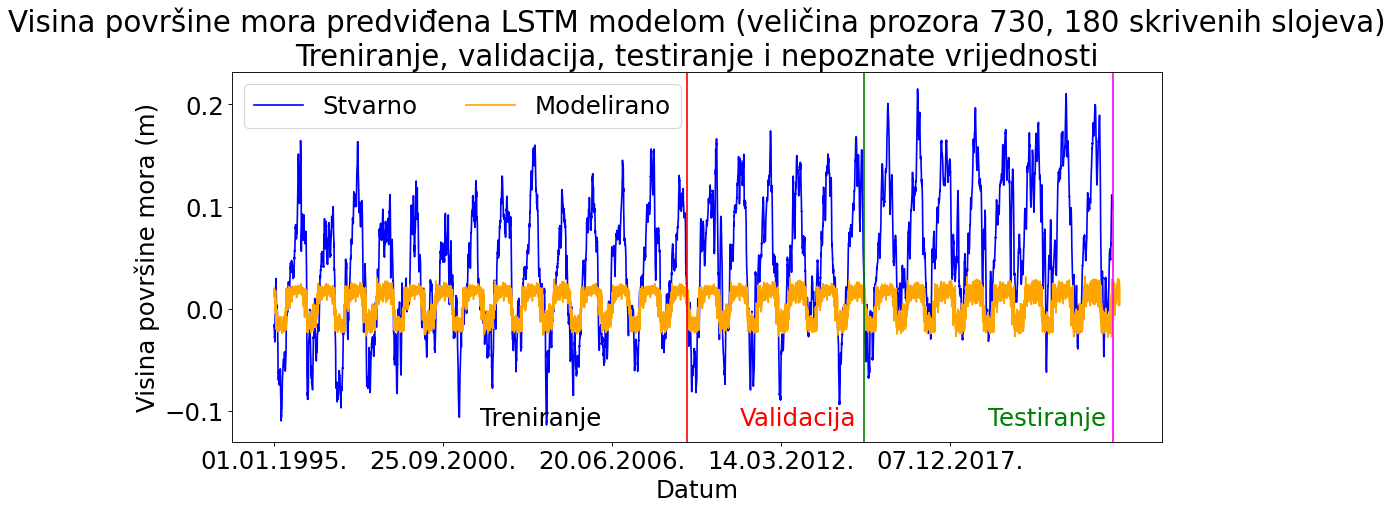 Visina površine mora predviđena LSTM modelom (veličina prozora 730, 180 skrivenih slojeva)
Treniranje, validacija, testiranje i nepoznate vrijednosti
Stvarno Modelirano
Visina površine mora (m)
0.2
0.1
0.0
−0.1
Treniranje Validacija Testiranje
01.01.1995. 25.09.2000. 20.06.2006. 14.03.2012. 07.12.2017.
Datum